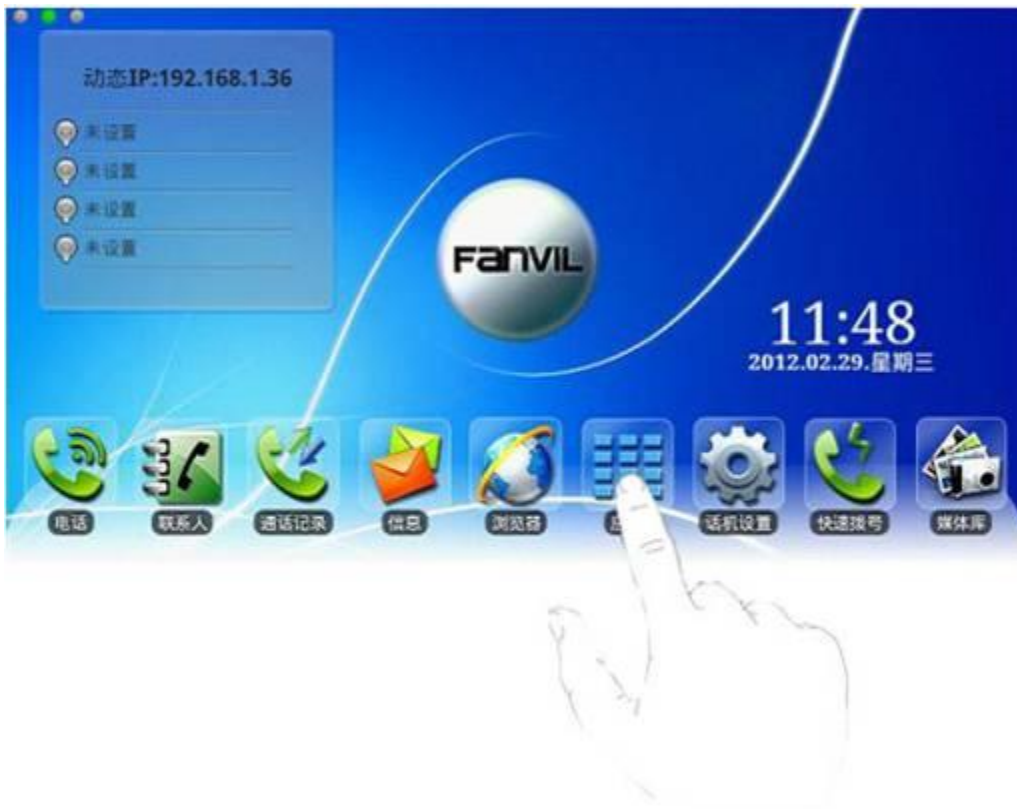 动态IP:192.168.1.36
未设置
未设置
未设置
未设置
FANVIL
11:48
2012.02.29.星期三
电话
联系人
通话记录
信息
浏览器
话机设置
快速拨号
媒体库